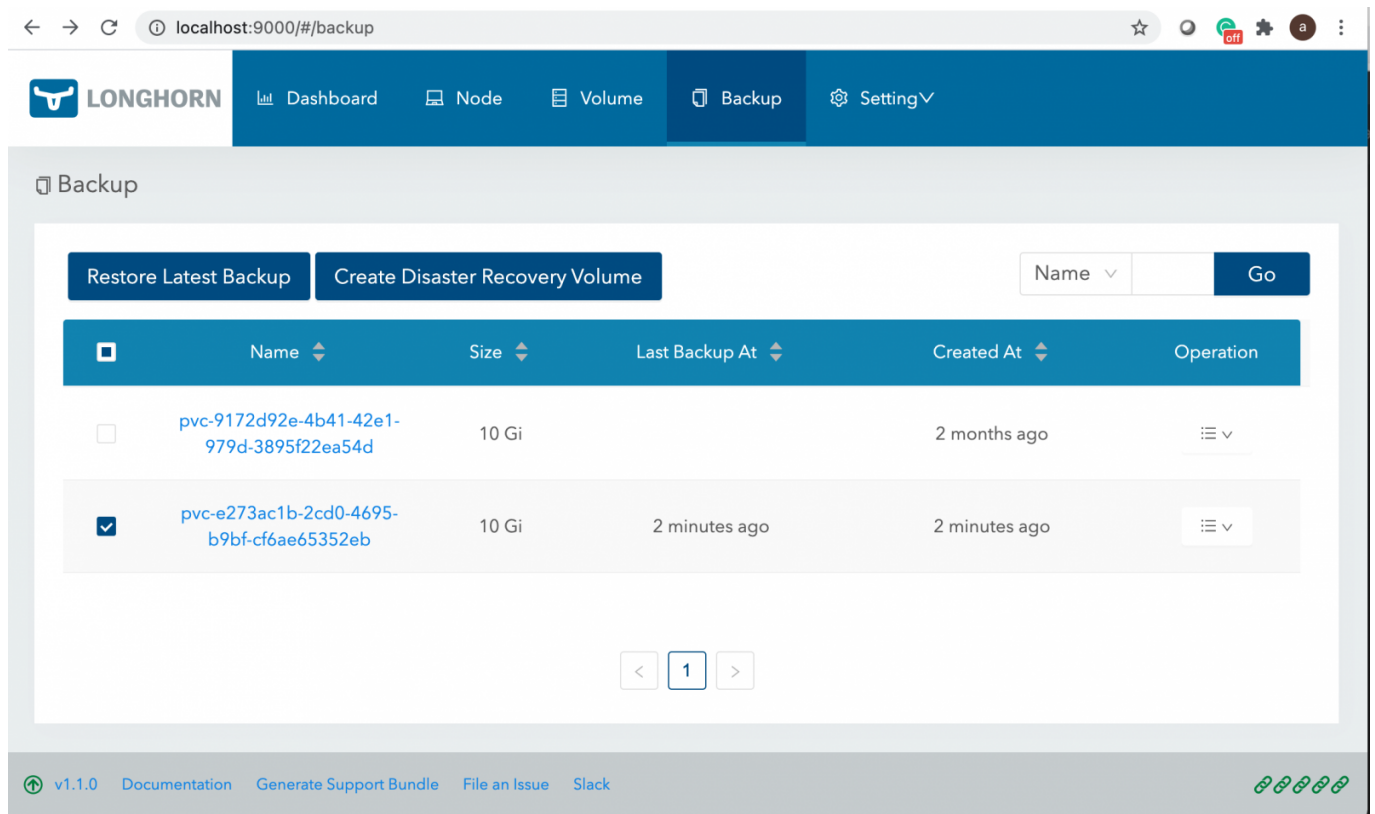 localhost:9000/#/backup
off
a
LONGHORN Dashboard Node Volume Backup Setting
Backup
Restore Latest Backup Create Disaster Recovery Volume Name Go
Name Size Last Backup At Created At Operation
pvc-9172d92e-4b41-42e1-
979d-3895f22ea54d
10 Gi 2 months ago
pvc-e273ac1b-2cd0-4695-
b9bf-cf6ae65352eb
10 Gi 2 minutes ago 2 minutes ago
< 1 >
v1.1.0 Documentation Generate Support Bundle File an Issue Slack